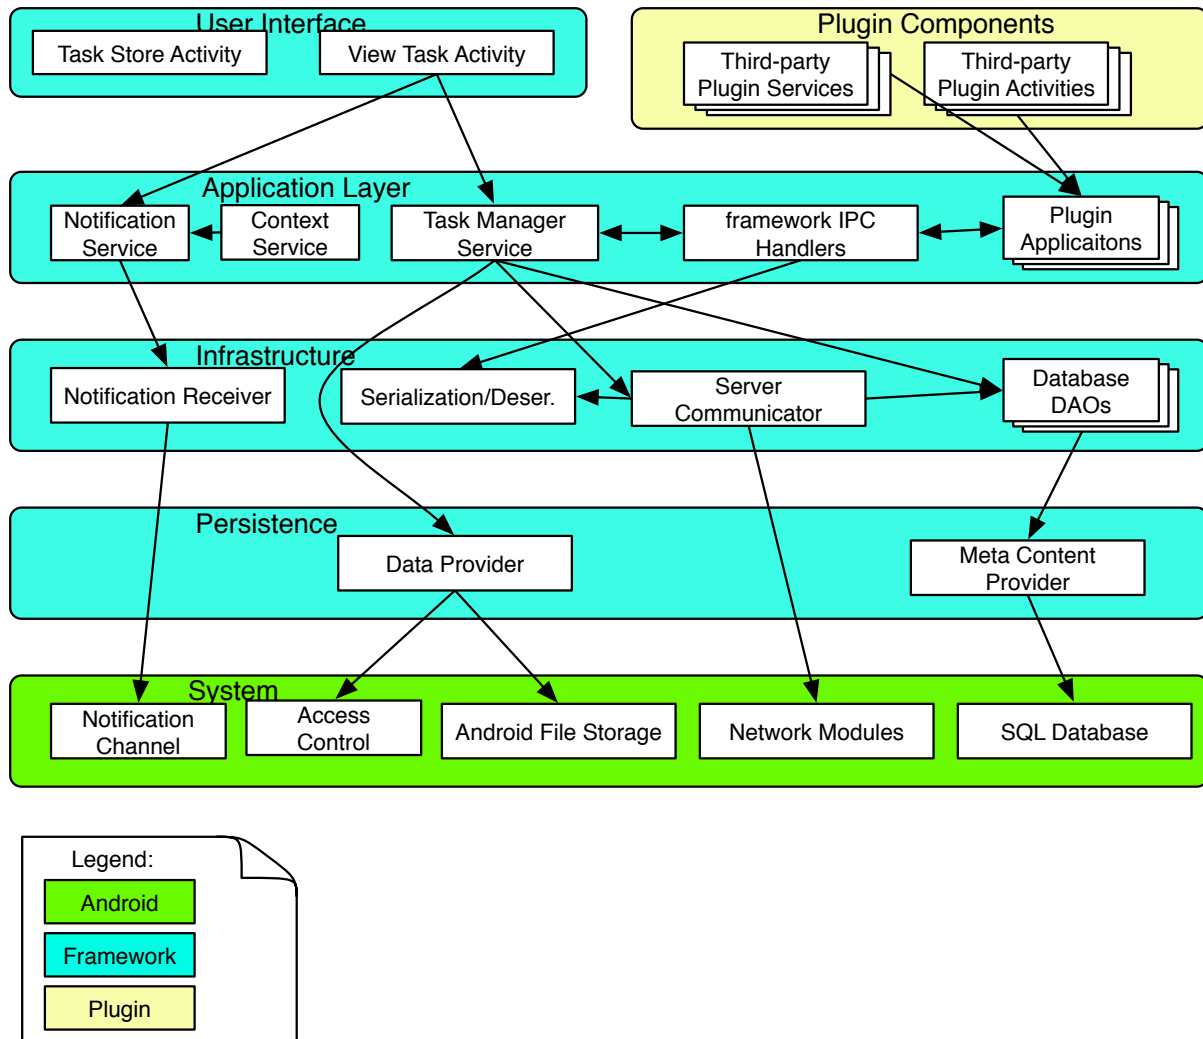 User Interface
Task Store Activity
View Task Activity
Plugin Components
Third-party
Plugin Services
Third-party
Plugin Activities
Application Layer
Notification
Service
Context
Service
Task Manager
Service
framework IPC
Handlers
Plugin
Applicaitons
Infrastructure
Notification Receiver
Serialization/Deser.
Server
Communicator
Database
DAOs
Persistence
Data Provider
Meta Content
Provider
System
Notification
Channel
Access
Control
Android File Storage
Network Modules
SQL Database
Legend:
Android
Framework
Plugin